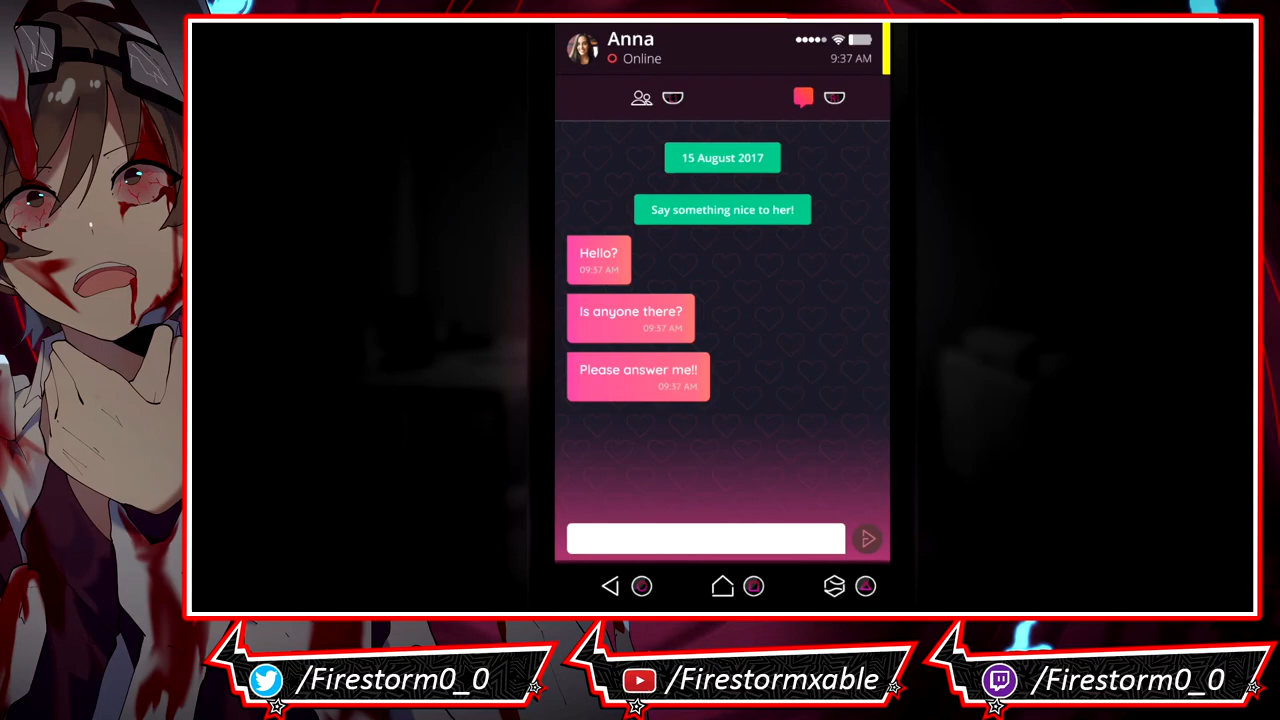 Anna
Online
9:37 AM
15 August 2017
Say something nice to her!
Hello?
09:37 AM
Is anyone there?
09:37 AM
Please answer me!!
09:37 AM
/Firestorm0_0
/Firestormxable
/Firestorm0_0